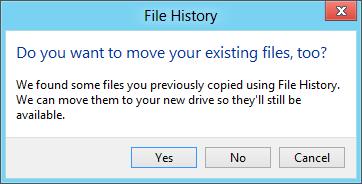 File History
Do you want to move your existing files, too?
We found some files you previously copied using File History.
We can move them to your new drive so they'll still be
available.
Yes No Cancel